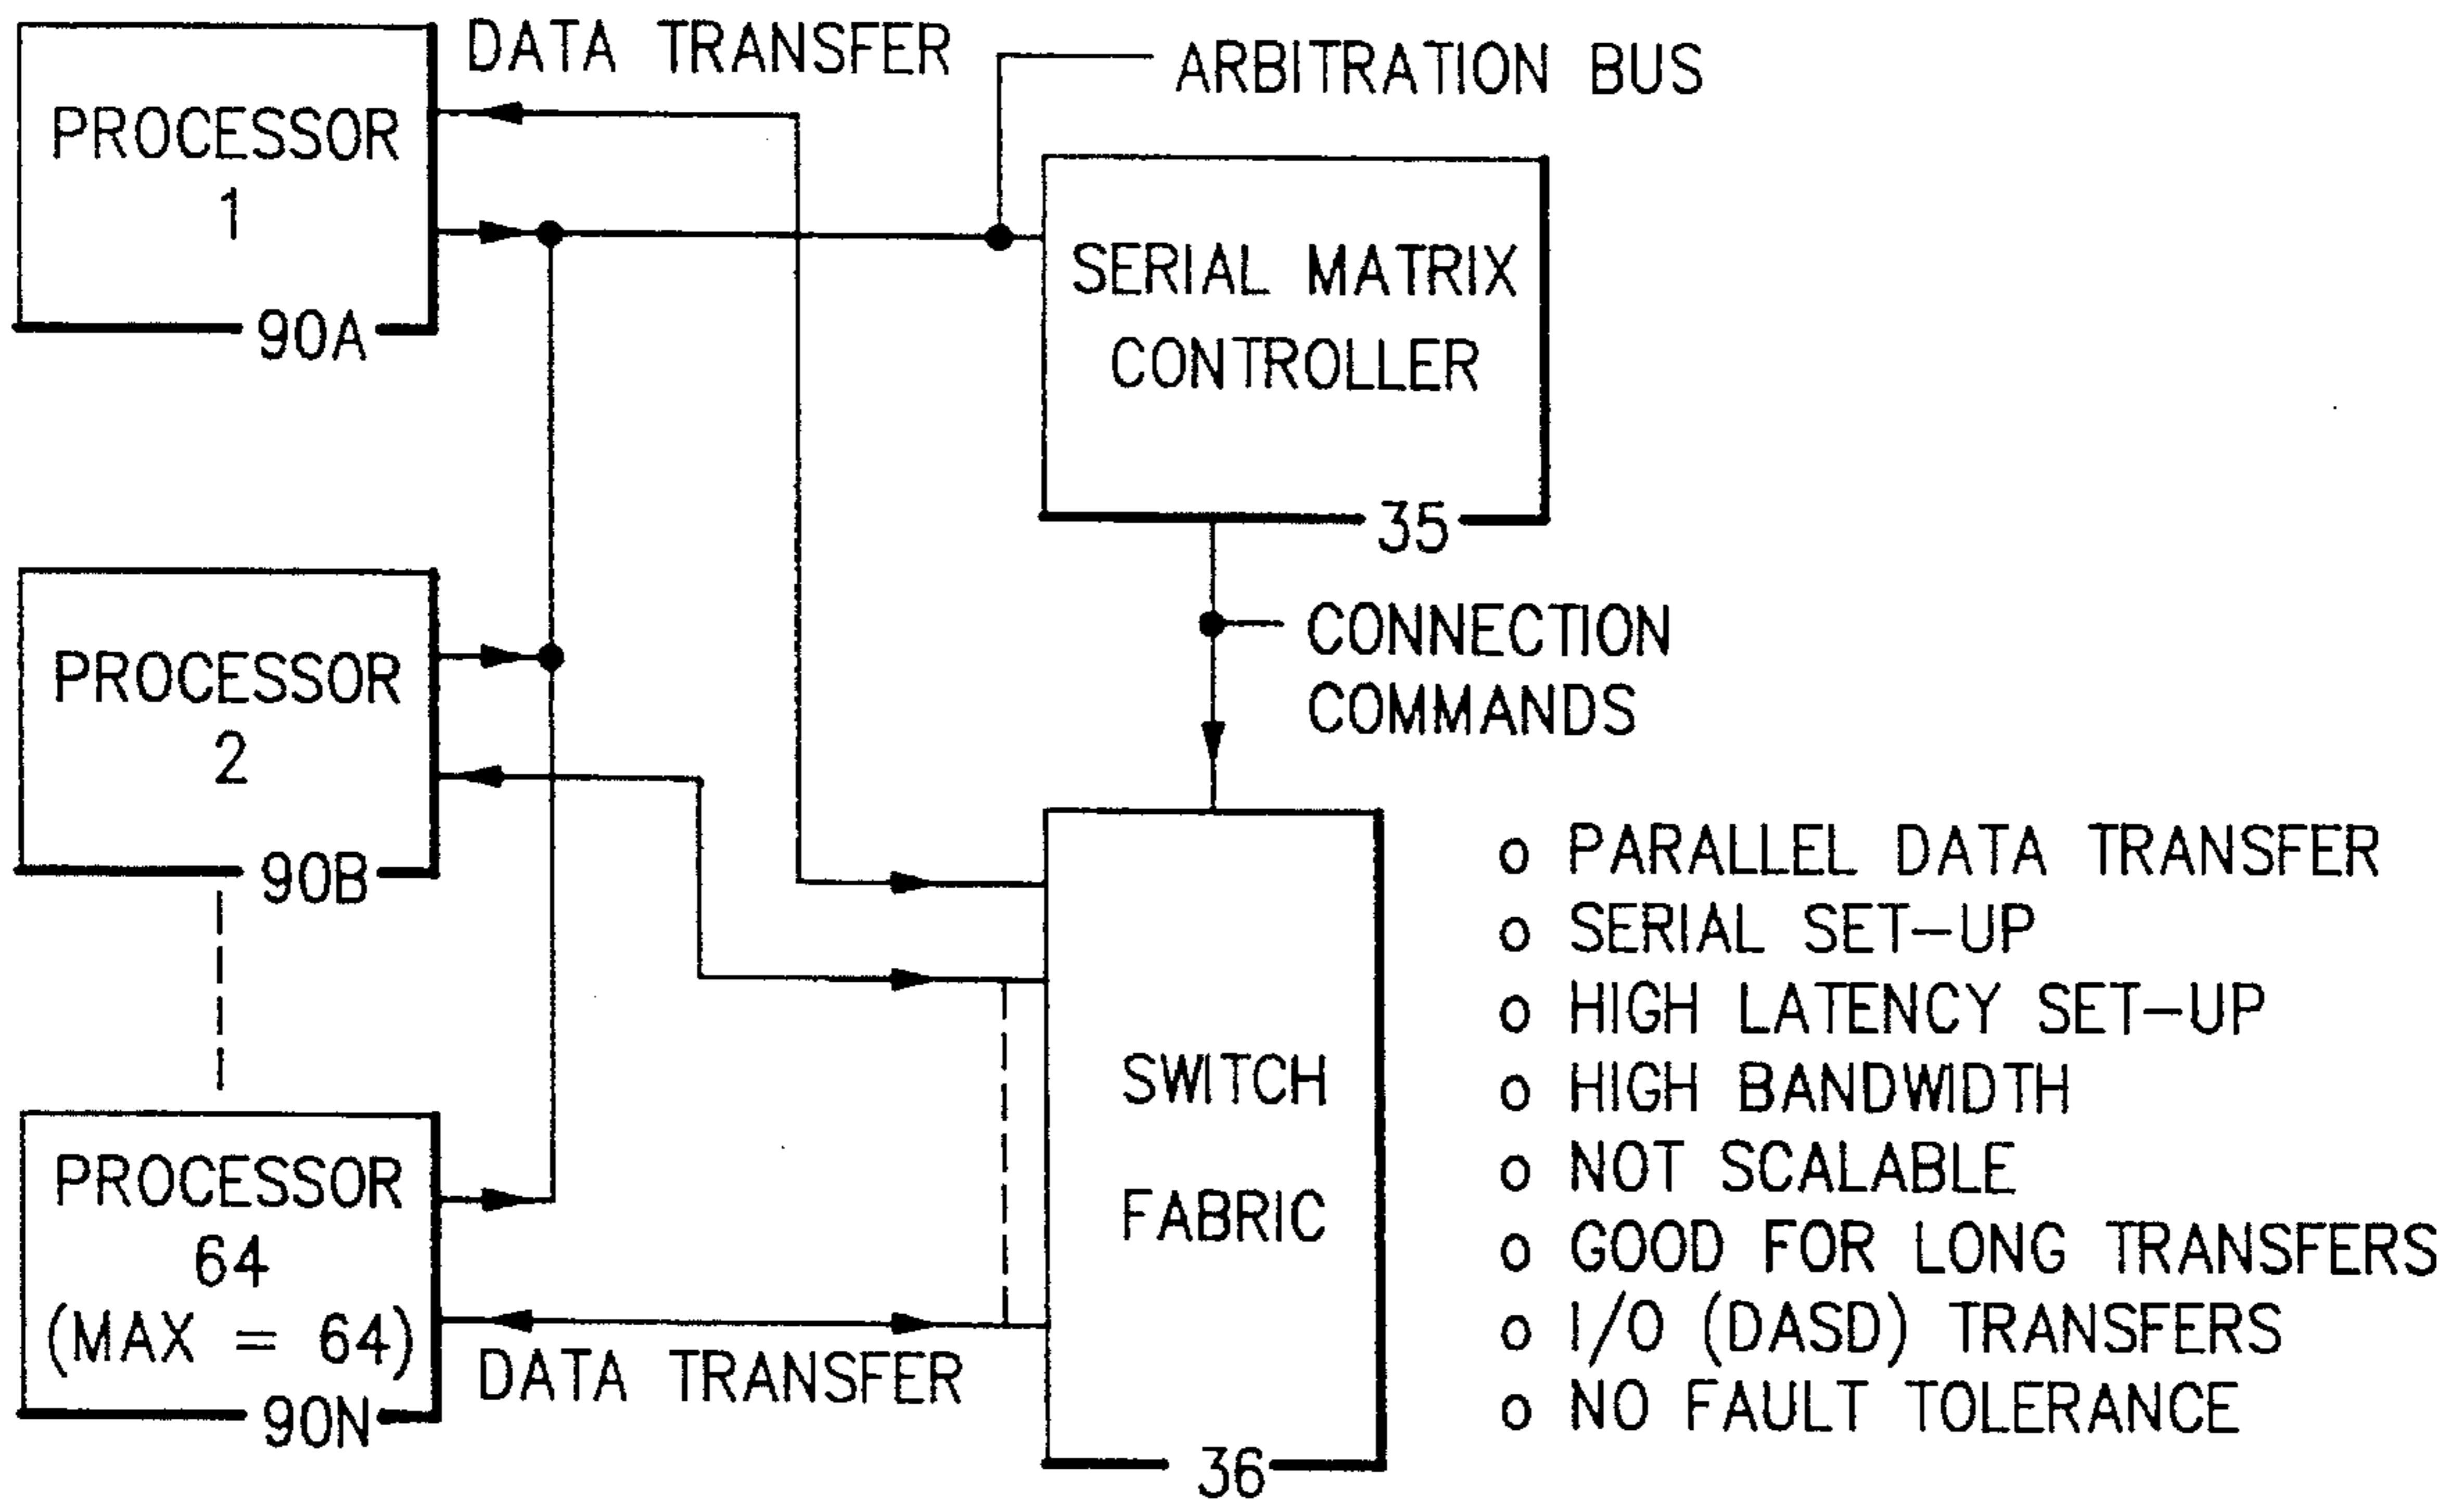 DATA TRANSFER
ARBITRATION BUS
PROCESSOR
1
90A
SERIAL MATRIX
CONTROLLER
35
CONNECTION
COMMANDS
PROCESSOR
2
90B
PROCESSOR
64
(MAX = 64)
90N
DATA TRANSFER
SWITCH
FABRIC
36
o PARALLEL DATA TRANSFER
o SERIAL SET-UP
o HIGH LATENCY SET-UP
o HIGH BANDWIDTH
o NOT SCALABLE
o GOOD FOR LONG TRANSFERS
o I/O (DASD) TRANSFERS
o NO FAULT TOLERANCE